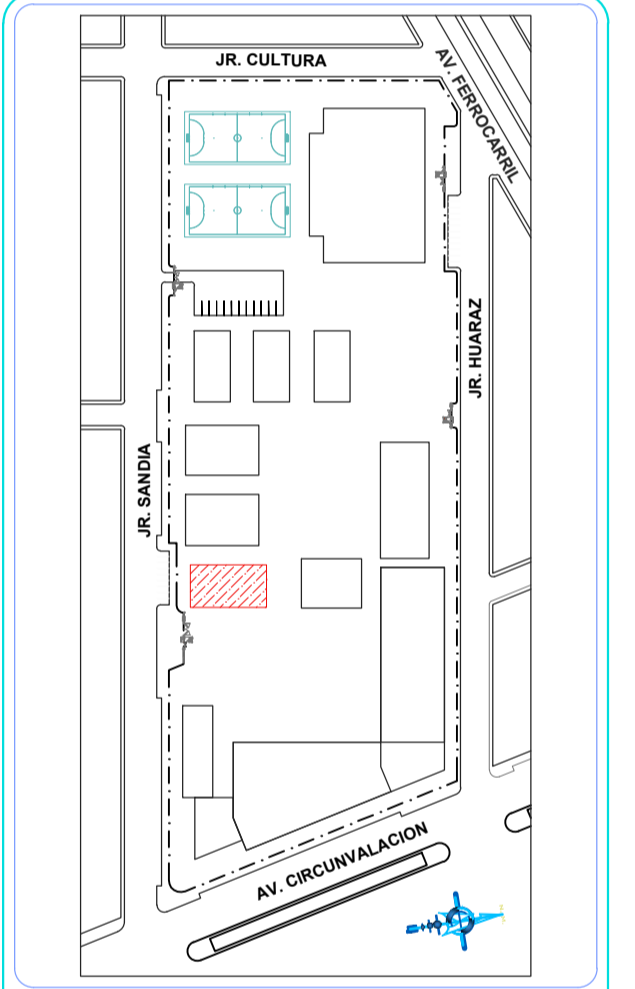 JR. CULTURA
AV. FERROCARRIL
JR. HUARAZ
JR. SANDIA
AV. CIRCUNVALACION